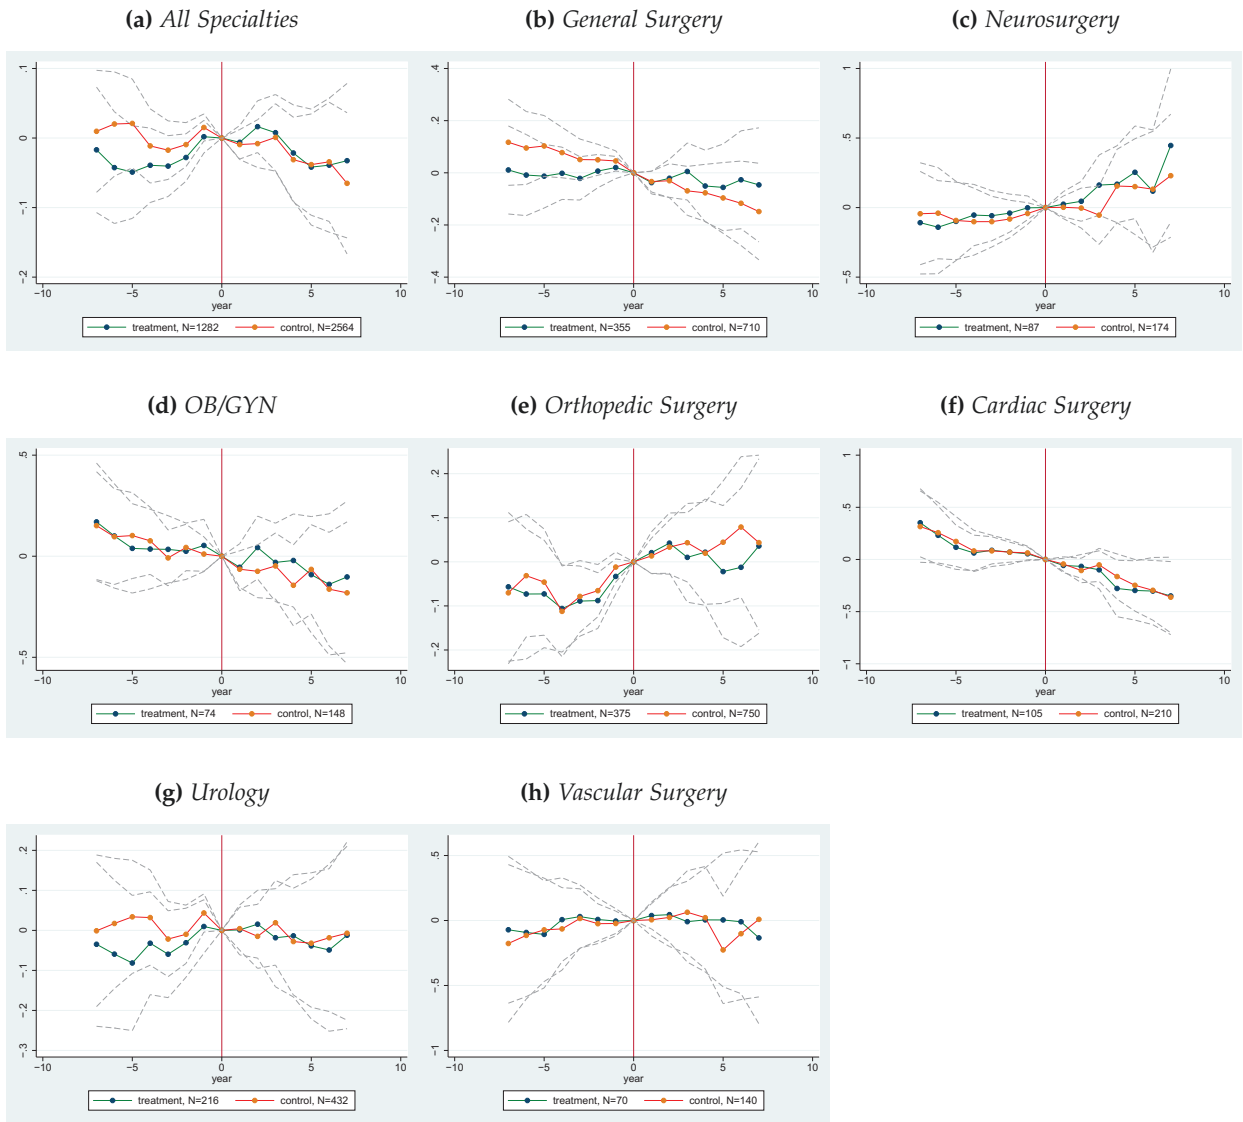 (a) All Specialties
(b) General Surgery
(c) Neurosurgery
.1
0
-.1
-.2
-10
-5
0
5
10
year
treatment, N=1282
control, N=2564
.4
.2
0
-.2
-.4
-10
-5
0
5
10
year
treatment, N=355
control, N=710
1
.5
0
-.5
-10
-5
0
5
10
year
treatment, N=87
control, N=174
(d) OB/GYN
(e) Orthopedic Surgery
(f) Cardiac Surgery
.5
0
-.5
-10
-5
0
5
10
year
treatment, N=74
control, N=148
.2
.1
0
-.1
-.2
-10
-5
0
5
10
year
treatment, N=375
control, N=750
1
.5
0
-.5
-1
-10
-5
0
5
10
year
treatment, N=105
control, N=210
(g) Urology
(h) Vascular Surgery
.2
.1
0
-.1
-.2
-.3
-10
-5
0
5
10
year
treatment, N=216
control, N=432
.5
0
-.5
-1
-10
-5
0
5
10
year
treatment, N=70
control, N=140